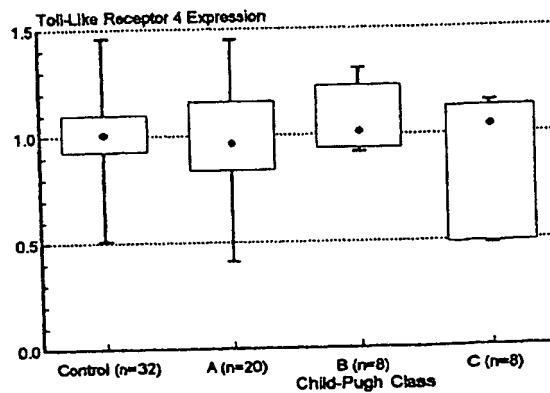 Toll-Like Receptor 4 Expression
1.5
1.0
0.5
0.0
Control (n=32) A (n=20) B (n=8) C (n=8)
Child-Pugh Class